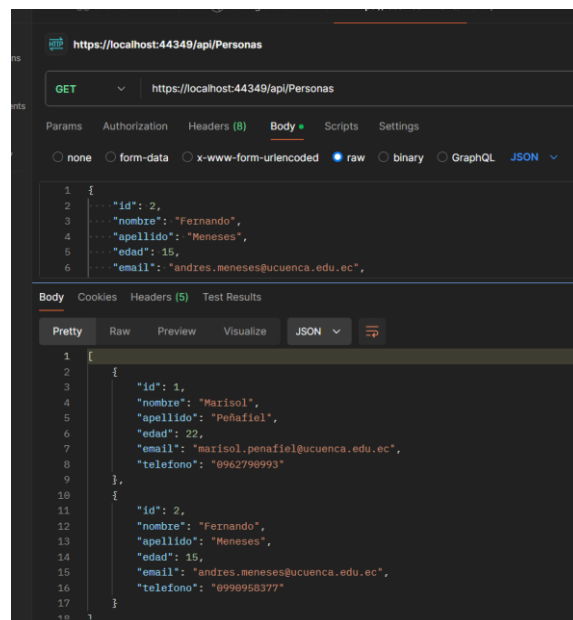 HTTP https://localhost:44349/api/Personas
GET https://localhost:44349/api/Personas
Params Authorization Headers (8) Body Scripts Settings
none form-data x-www-form-urlencoded raw binary GraphQL JSON
1 {
2 "id": 2,
3 "nombre": "Fernando",
4 "apellido": "Meneses",
5 "edad": 15,
6 "email": "andres.meneses@ucuenca.edu.ec",
Body Cookies Headers (5) Test Results
Pretty Raw Preview Visualize JSON
1 [
2 {
3 "id": 1,
4 "nombre": "Marisol",
5 "apellido": "Peñafiel",
6 "edad": 22,
7 "email": "marisol.penafiel@ucuenca.edu.ec",
8 "telefono": "0962790993"
9 },
10 {
11 "id": 2,
12 "nombre": "Fernando",
13 "apellido": "Meneses",
14 "edad": 15,
15 "email": "andres.meneses@ucuenca.edu.ec",
16 "telefono": "0990958377"
17 }
18 ]